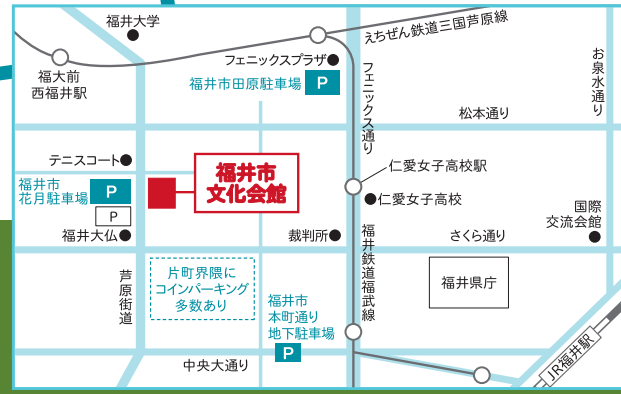 福井大学
えちぜん鉄道三国芦原線
福大前
西福井駅
フェニックスプラザ
福井市田原駐車場
P
フェニックス通り
お泉水通り
松本通り
テニスコート
福井市
文化会館
仁愛女子高校駅
福井市
花月駐車場
P
P
仁愛女子高校
国際
交流会館
福井大仏
裁判所
さくら通り
芦原街道
片町界隈に
コインパーキング
多数あり
福井鉄道福武線
福井県庁
福井市
本町通り
地下駐車場
P
中央大通り
JR福井駅